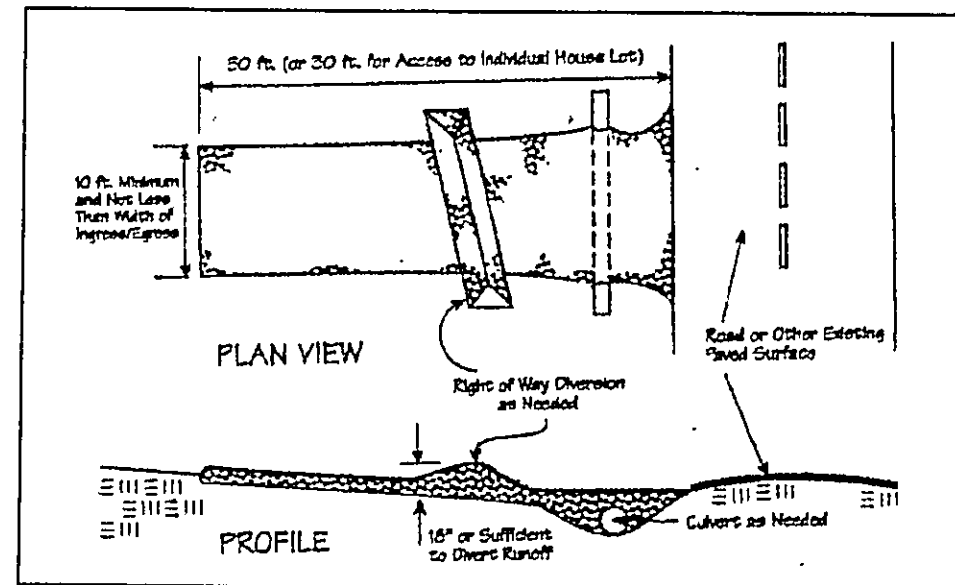 50 ft. (or 30 ft. for Access to Individual House Lot)
10 ft. Minimum
and Not Less
Than Width of
Ingress/Egress
PLAN VIEW
Right of Way Diversion
as Needed
Road or Other Existing
Paved Surface
18" or Sufficient
to Divert Runoff
Culvert as Needed
PROFILE